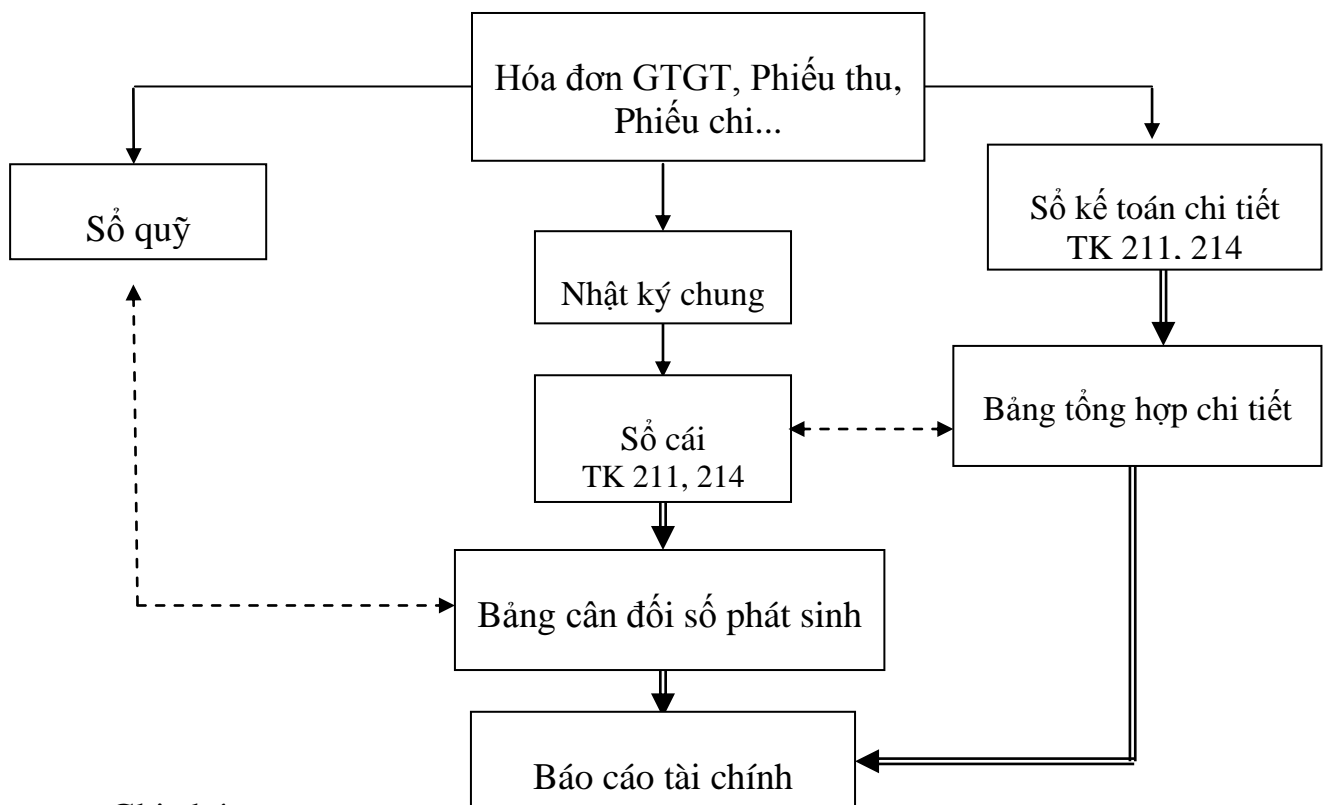 Hóa đơn GTGT, Phiếu thu,
Phiếu chi...
Sổ quỹ
Nhật ký chung
Sổ kế toán chi tiết
TK 211, 214
Sổ cái
TK 211, 214
Bảng tổng hợp chi tiết
Bảng cân đối số phát sinh
Báo cáo tài chính